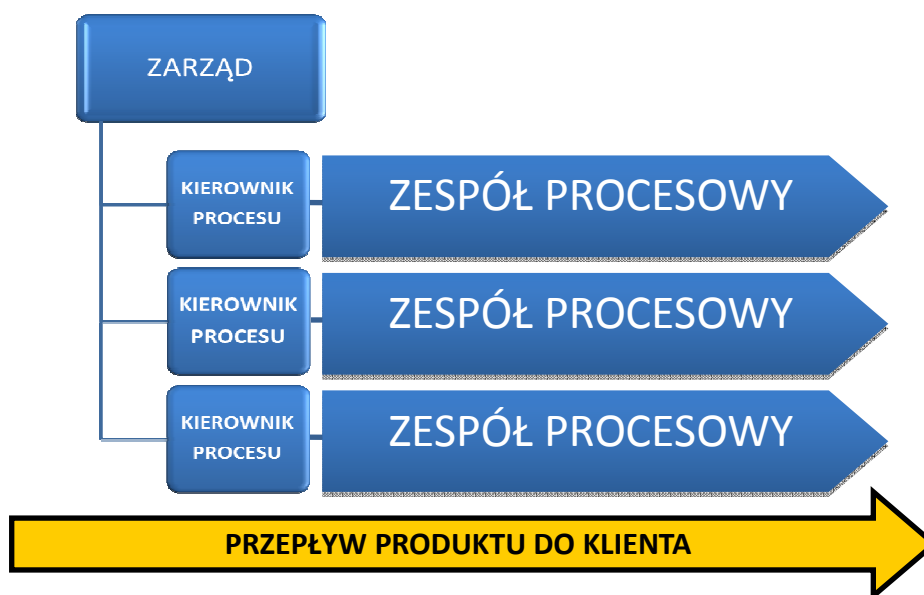 ZARZĄD
KIEROWNIK
PROCESU
ZESPÓŁ PROCESOWY
KIEROWNIK
PROCESU
ZESPÓŁ PROCESOWY
KIEROWNIK
PROCESU
ZESPÓŁ PROCESOWY
PRZEPŁYW PRODUKTU DO KLIENTA